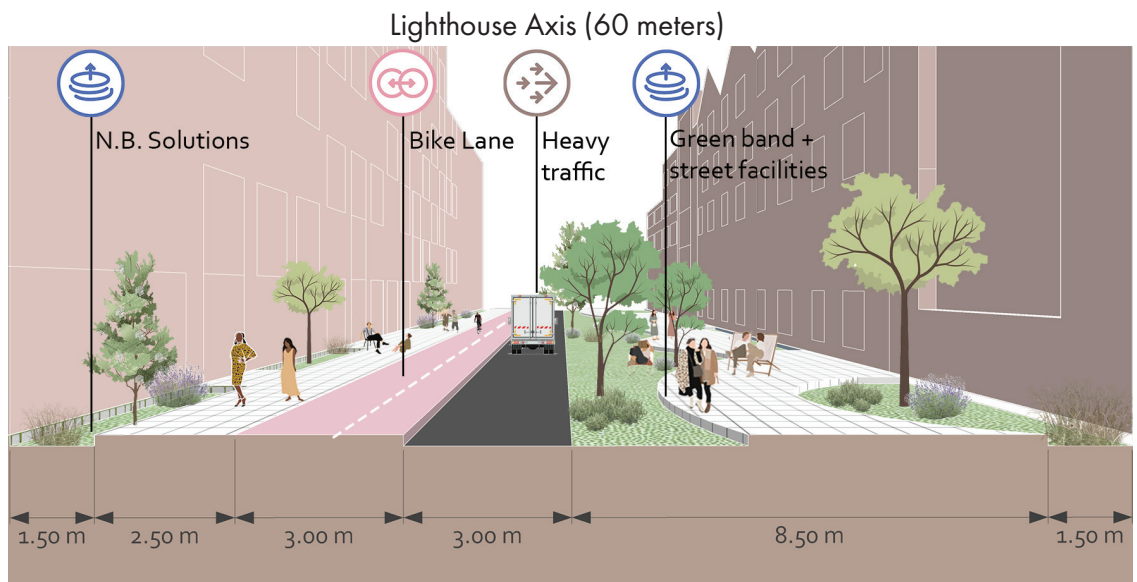 Lighthouse Axis (60 meters)
N.B. Solutions
Bike Lane
Heavy
traffic
Green band +
street facilities
1.50 m
2.50 m
3.00 m
3.00 m
8.50 m
1.50 m